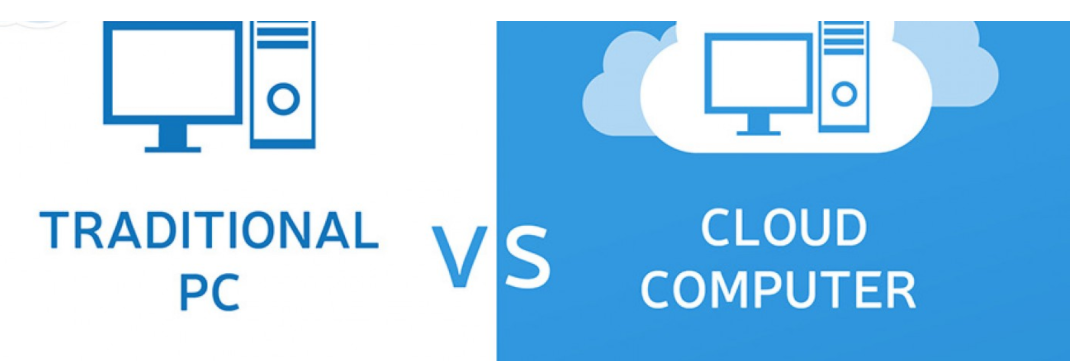 TRADITIONAL
PC
VS
CLOUD
COMPUTER